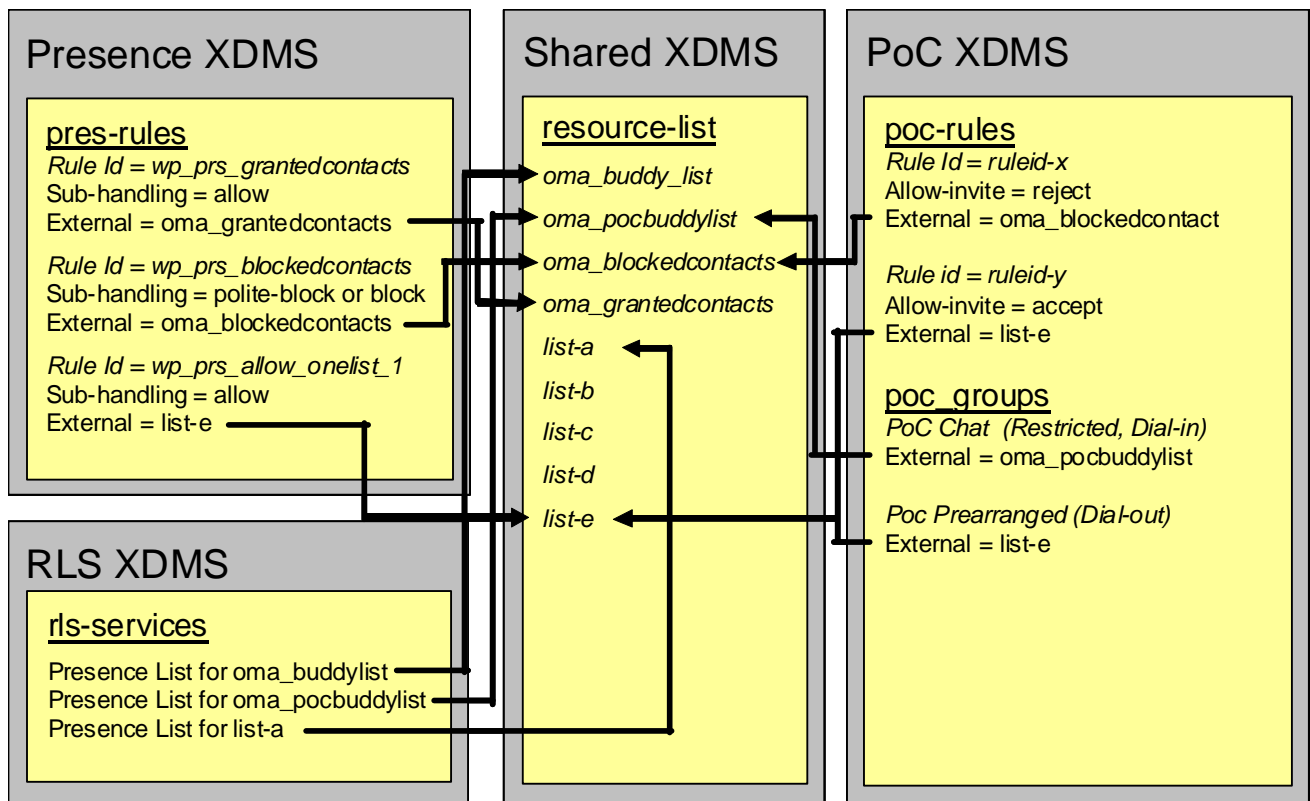 Presence XDMS
pres-rules
Rule Id = wp_prs_grantedcontacts
Sub-handling = allow
External = oma_grantedcontacts
Rule Id = wp_prs_blockedcontacts
Sub-handling = polite-block or block
External = oma_blockedcontacts
Rule Id = wp_prs_allow_onelist_1
Sub-handling = allow
External = list-e
RLS XDMS
rls-services
Presence List for oma_buddylist
Presence List for oma_pocbuddylist
Presence List for list-a
Shared XDMS
resource-list
oma_buddy_list
oma_pocbuddylist
oma_blockedcontacts
oma_grantedcontacts
list-a
list-b
list-c
list-d
list-e
PoC XDMS
poc-rules
Rule Id = ruleid-x
Allow-invite = reject
External = oma_blockedcontact
Rule id = ruleid-y
Allow-invite = accept
External = list-e
poc_groups
PoC Chat (Restricted, Dial-in)
External = oma_pocbuddylist
Poc Prearranged (Dial-out)
External = list-e